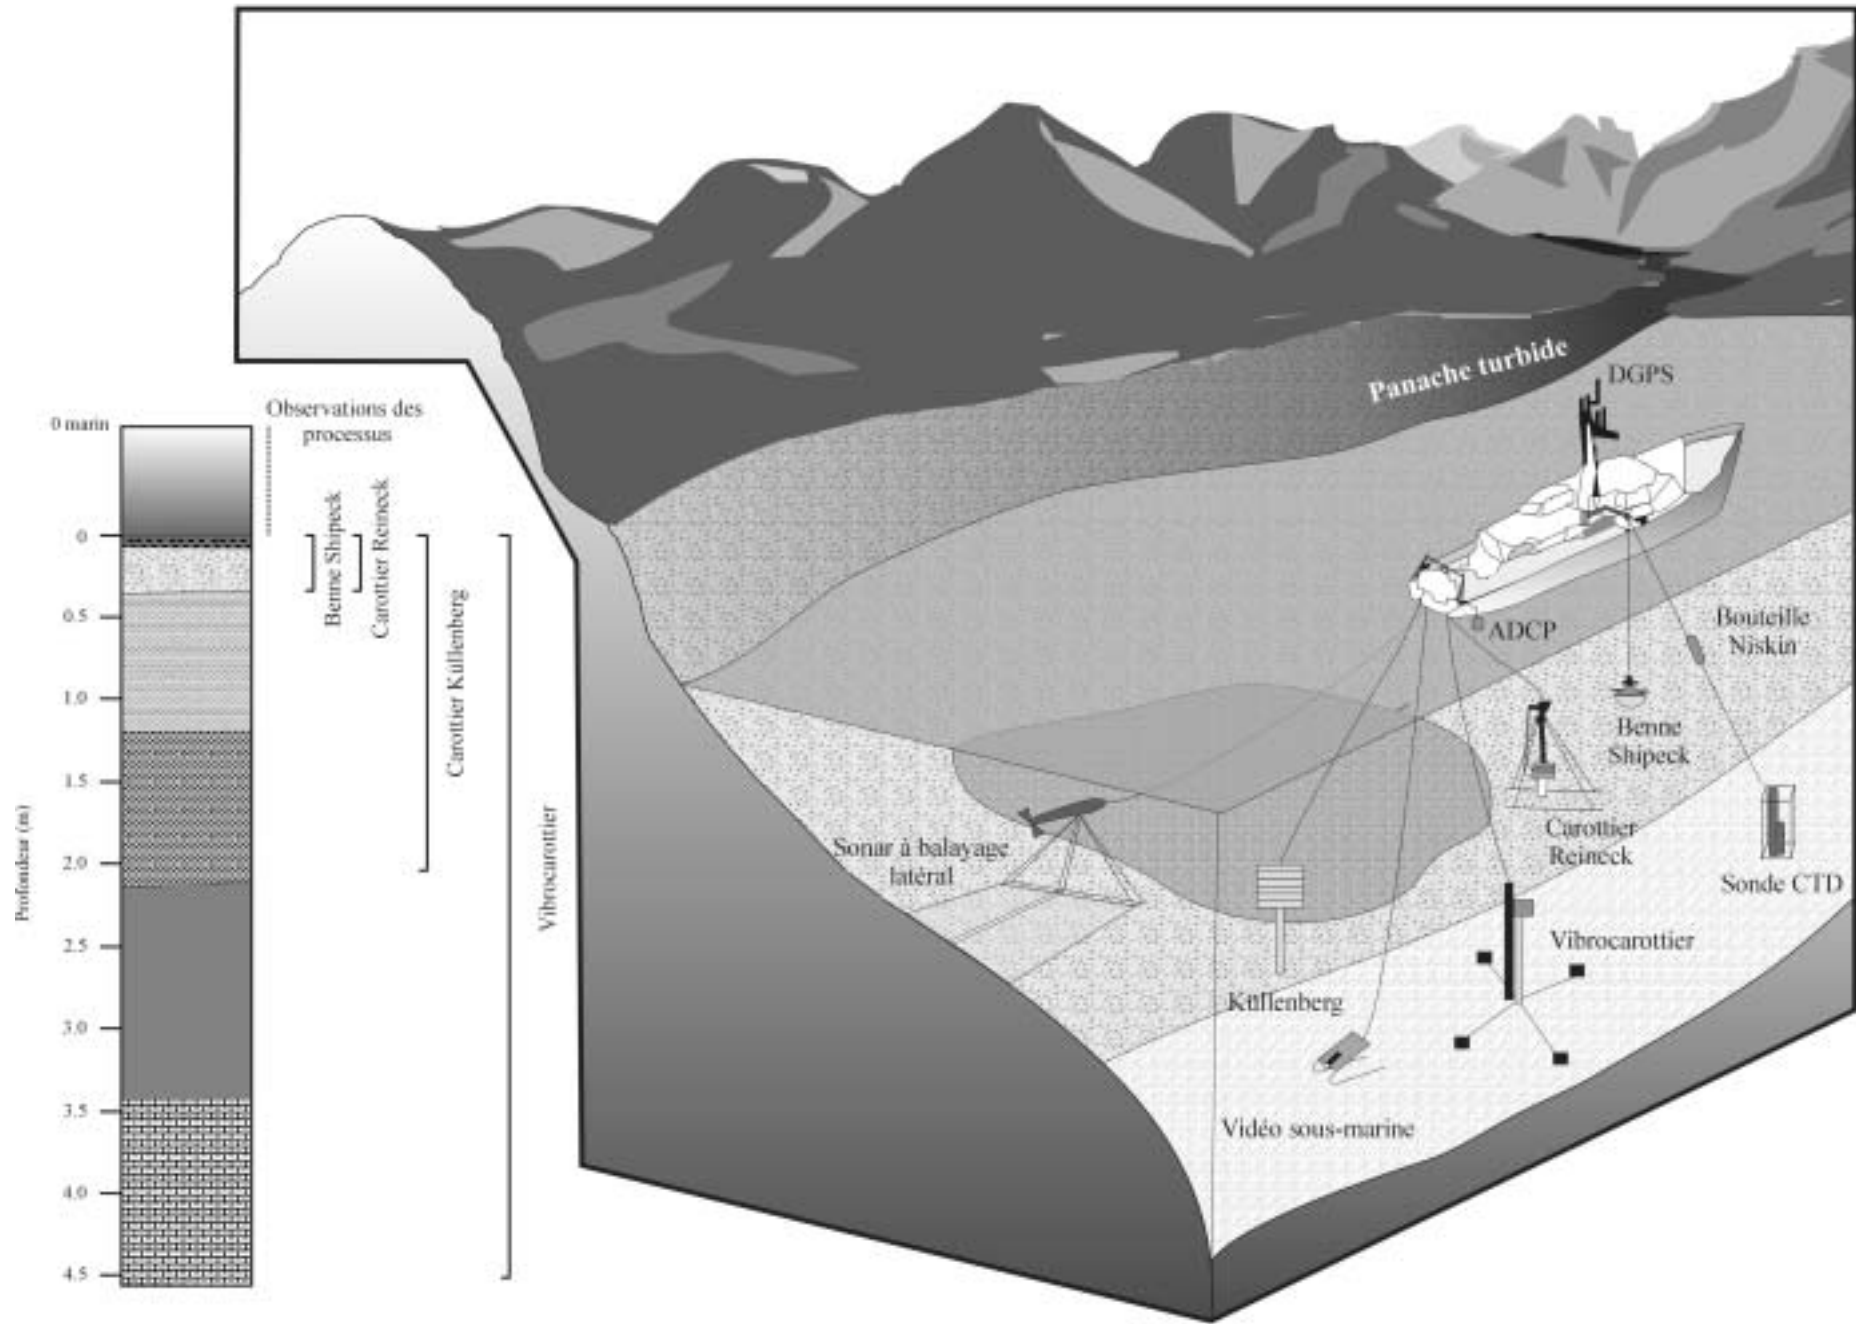 Panache turbide
DGPS
Observations des
processus
0 marin
0
0.5
1.0
1.5
2.0
2.5
3.0
3.5
4.0
4.5
Profondeur (m)
Benne Shipeck
Carottier Reineck
Carottier Küllenberg
Vibrocarottier
ADCP
Bouteille
Niskin
Benne
Shipeck
Carottier
Reineck
Sonde CTD
Sonar à balayage
latéral
Küllenberg
Vibrocarottier
Vidéo sous-marine